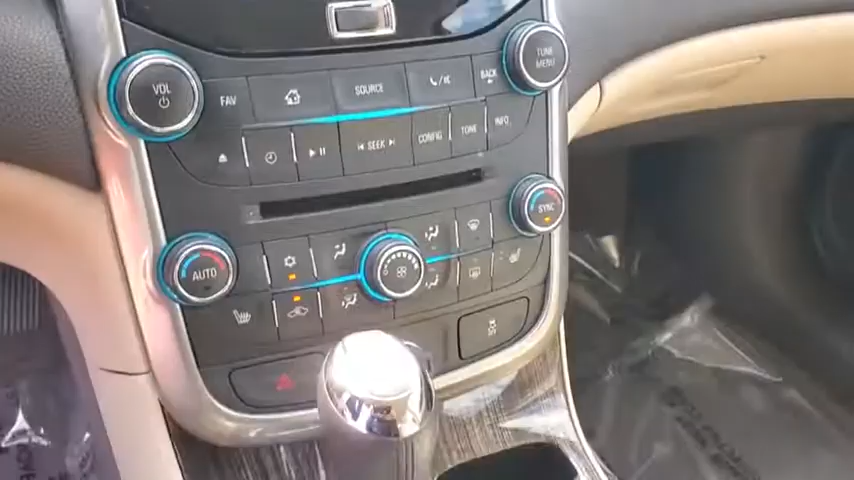 TUNE
MENU
VOL
FAV
SOURCE
BACK
SEEK
CONFIG
TONE
INFO
SYNC
AUTO